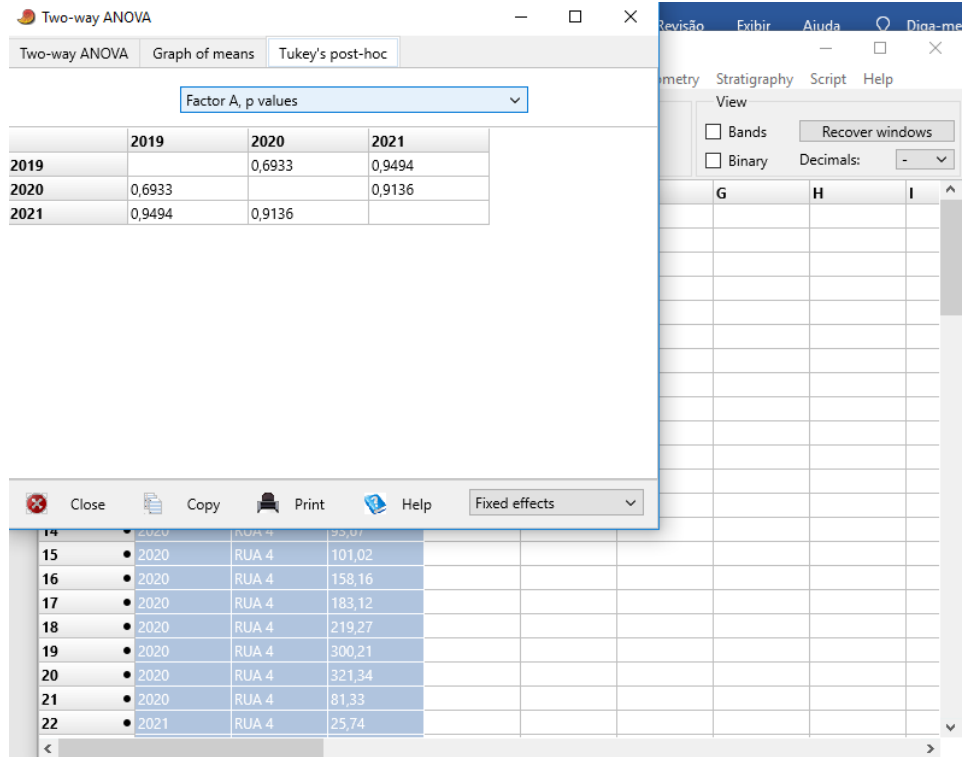 Two-way ANOVA
Revisão Exibir Ajuda Diga-me
Two-way ANOVA Graph of means Tukey's post-hoc
metry Stratigraphy Script Help
Factor A, p values
View
Bands Recover windows
Binary Decimals: -
2019 2020 2021
2019 0,6933 0,9494
2020 0,6933 0,9136
2021 0,9494 0,9136
G H I
Close Copy Print Help Fixed effects
14 2020 RUA 4 93,67
15 2020 RUA 4 101,02
16 2020 RUA 4 158,16
17 2020 RUA 4 183,12
18 2020 RUA 4 219,27
19 2020 RUA 4 300,21
20 2020 RUA 4 321,34
21 2020 RUA 4 81,33
22 2021 RUA 4 25,74